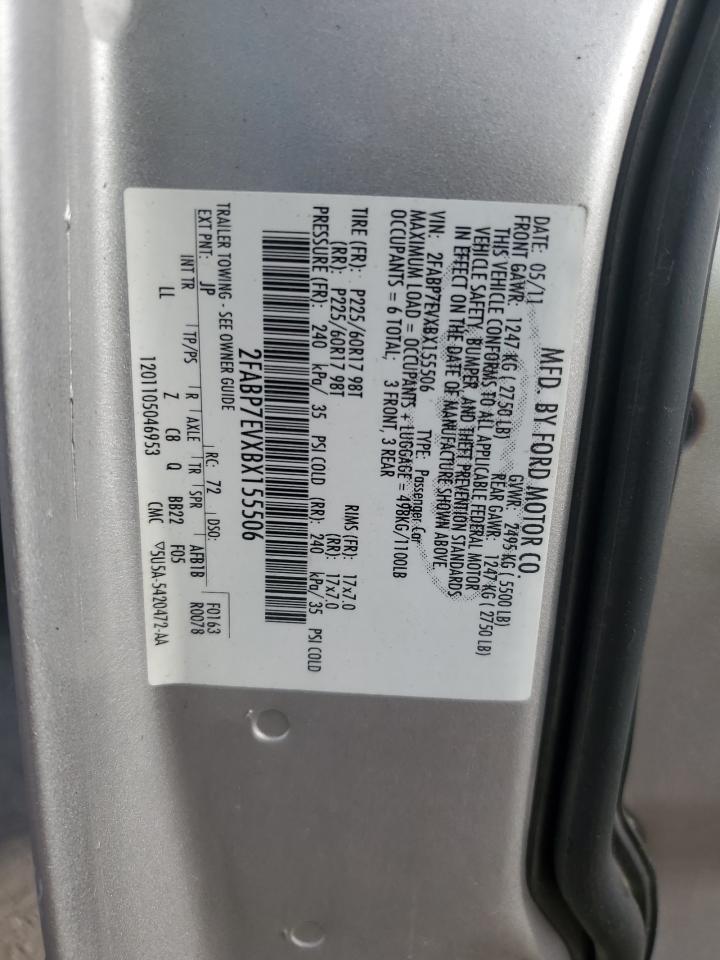 MFD. BY FORD MOTOR CO.
DATE: 05/11 GVWR: 2495 KG ( 5500 LB)
FRONT GAWR: 1247 KG ( 2750 LB) REAR GAWR: 1247 KG ( 2750 LB)
THIS VEHICLE CONFORMS TO ALL APPLICABLE FEDERAL MOTOR
VEHICLE SAFETY, BUMPER, AND THEFT PREVENTION STANDARDS
IN EFFECT ON THE DATE OF MANUFACTURE SHOWN ABOVE.
VIN: 2FABP7EVXBX155506 TYPE: Passenger Car
MAXIMUM LOAD = OCCUPANTS + LUGGAGE = 498KG/1100LB
OCCUPANTS = 6 TOTAL; 3 FRONT, 3 REAR
TIRE (FR): P225/60R17 98T RIMS (FR): 17x7.0
(RR): P225/60R17 98T (RR): 17x7.0
PRESSURE (FR): 240 kPa/ 35 PSI COLD (RR): 240 kPa/ 35 PSI COLD
2FABP7EVXBX155506
TRAILER TOWING - SEE OWNER GUIDE
EXT PNT: JP RC: 72 DSO: F0163
INT TR TP/PS R AXLE TR SPR AFB1B R0078
LL Z C8 Q BB22 F05
1201105046953 CMC ▽5U5A-5420472-AA